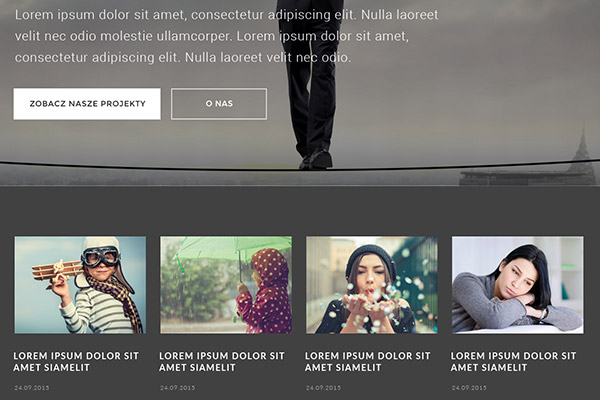 Lorem ipsum dolor sit amet, consectetur adipiscing elit. Nulla laoreet
velit nec odio molestie ullamcorper. Lorem ipsum dolor sit amet,
consectetur adipiscing elit. Nulla laoreet velit nec odio.
ZOBACZ NASZE PROJEKTY
O NAS
LOREM IPSUM DOLOR SIT
AMET SIAMELIT
24.09.2015
LOREM IPSUM DOLOR SIT
AMET SIAMELIT
24.09.2015
LOREM IPSUM DOLOR SIT
AMET SIAMELIT
24.09.2015
LOREM IPSUM DOLOR SIT
AMET SIAMELIT
24.09.2015